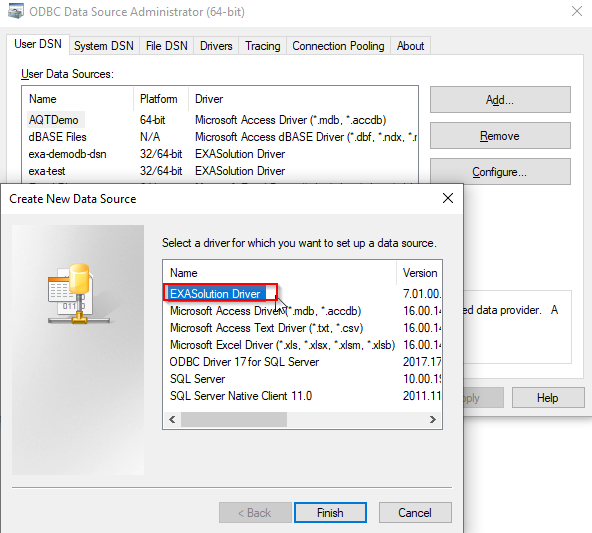 ODBC Data Source Administrator (64-bit)
User DSN System DSN File DSN Drivers Tracing Connection Pooling About
User Data Sources:
Name Platform Driver
AQTDemo 64-bit Microsoft Access Driver (*.mdb, *.accdb)
dBASE Files N/A Microsoft Access dBASE Driver (*.dbf, *.ndx, *.r
exa-demodb-dsn 32/64-bit EXASolution Driver
exa-test 32/64-bit EXASolution Driver
Add...
Remove
Configure...
Create New Data Source
Select a driver for which you want to set up a data source.
Name Version
EXASolution Driver 7.01.00.
Microsoft Access Driver (*.mdb, *.accdb) 16.00.14
Microsoft Access Text Driver (*.txt, *.csv) 16.00.14
Microsoft Excel Driver (*.xls, *.xlsx, *.xlsm, *.xlsb) 16.00.14
ODBC Driver 17 for SQL Server 2017.17
SQL Server 10.00.19
SQL Server Native Client 11.0 2011.11
ed data provider. A
ply
Help
< Back
Finish
Cancel